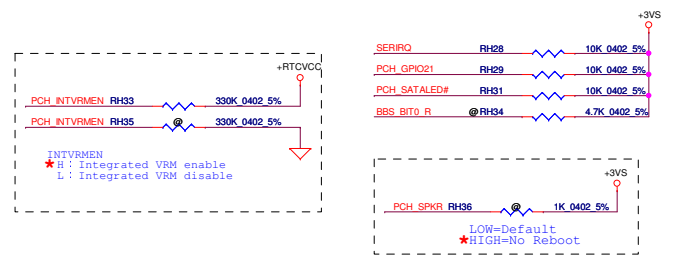 +RTCVCC
PCH_INTVRMEN RH33 330K_0402_5%
PCH_INTVRMEN RH35 @ 330K_0402_5%
INTVRMEN
*H: Integrated VRM enable
L: Integrated VRM disable
+3VS
SERIRQ RH28 10K_0402_5%
PCH_GPIO21 RH29 10K_0402_5%
PCH_SATALED# RH31 10K_0402_5%
BBS_BIT0_R @RH34 4.7K_0402_5%
+3VS
PCH_SPKR RH36 @ 1K_0402_5%
LOW=Default
*HIGH=No Reboot